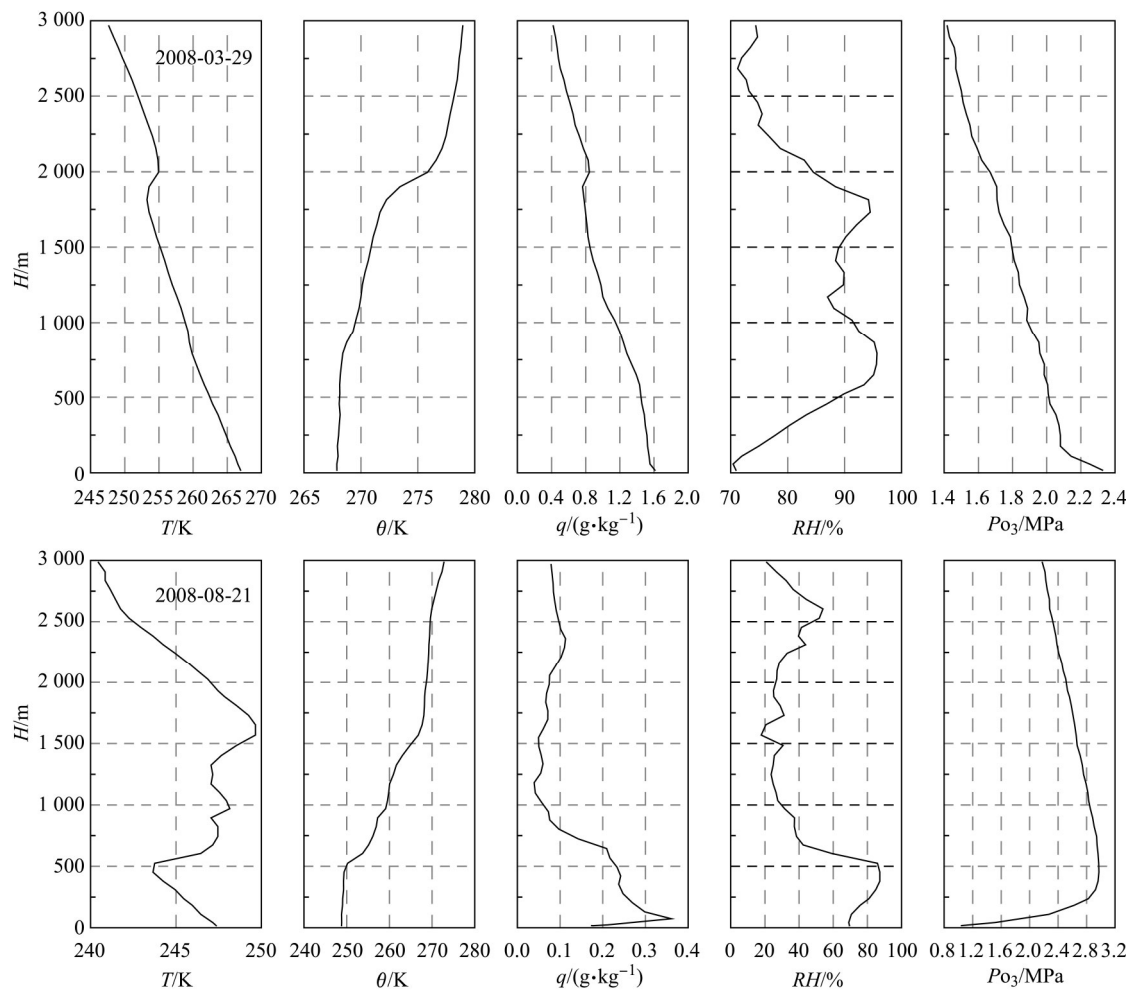 3 000
2 500
2 000
1 500
1 000
500
0
H/m
2008-03-29
245 250 255 260 265 270
T/K
265 270 275 280
θ/K
0.0 0.4 0.8 1.2 1.6 2.0
q/(g•kg⁻¹)
70 80 90 100
RH/%
1.4 1.6 1.8 2.0 2.2 2.4
Po₃/MPa
3 000
2 500
2 000
1 500
1 000
500
0
H/m
2008-08-21
240 245 250
T/K
240 250 260 270 280
θ/K
0.0 0.1 0.2 0.3 0.4
q/(g•kg⁻¹)
0 20 40 60 80 100
RH/%
0.8 1.2 1.6 2.0 2.4 2.8 3.2
Po₃/MPa